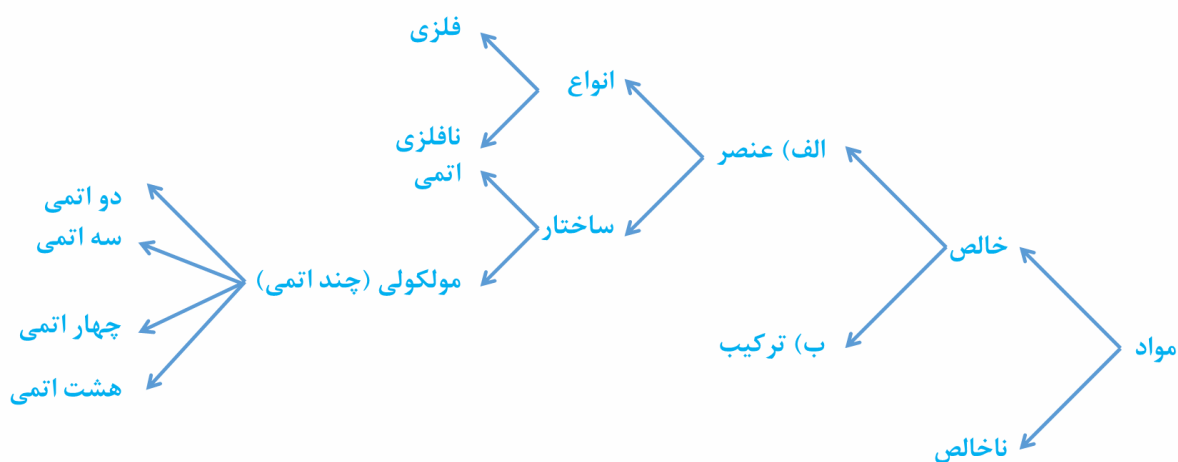 مواد
خالص
ناخالص
الف) عنصر
ب) ترکیب
انواع
ساختار
فلزی
نافلزی
اتمی
مولکولی (چند اتمی)
دو اتمی
سه اتمی
چهار اتمی
هشت اتمی